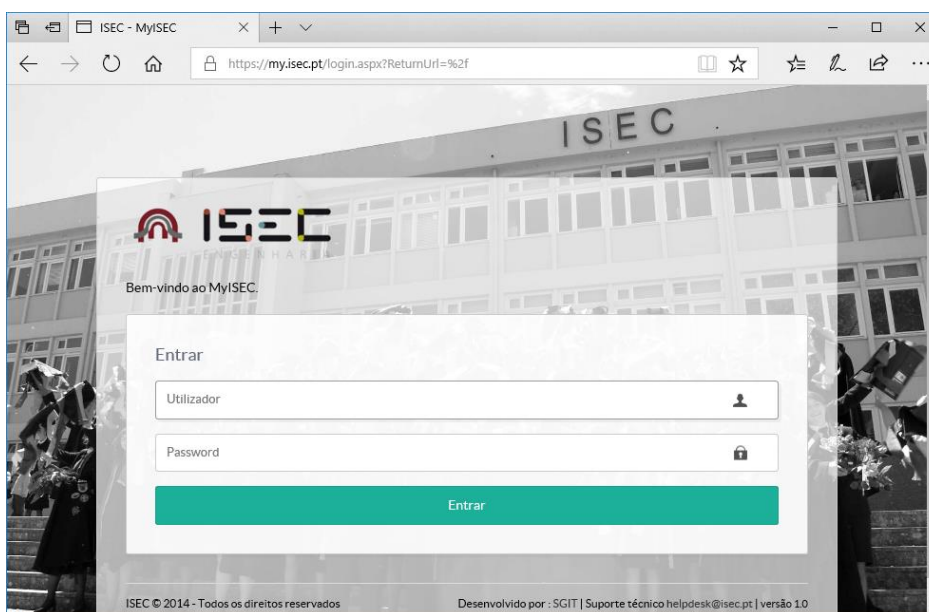 ISEC - MyISEC
https://my.isec.pt/login.aspx?ReturnUrl=%2f
ISEC
ISEC
ENGENHARIA
Bem-vindo ao MyISEC.
Entrar
Utilizador
Password
Entrar
ISEC © 2014 - Todos os direitos reservados
Desenvolvido por : SGIT | Suporte técnico helpdesk@isec.pt | versão 1.0